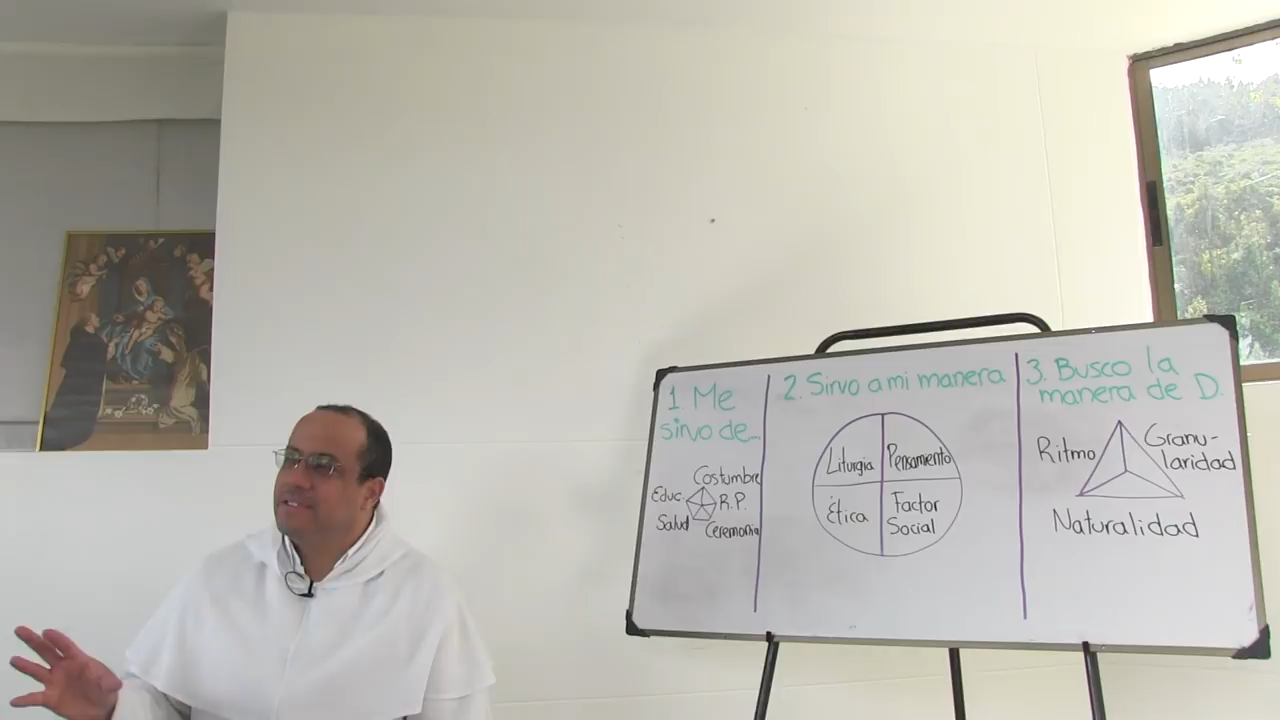 1. Me
sirvo de...
Costumbre
Educ.
R.P.
Salud
Ceremonia
2. Sirvo a mi manera
Liturgia
Pensamiento
Ética
Factor
Social
3. Busco la
manera de D.
Ritmo
Granu-
laridad
Naturalidad